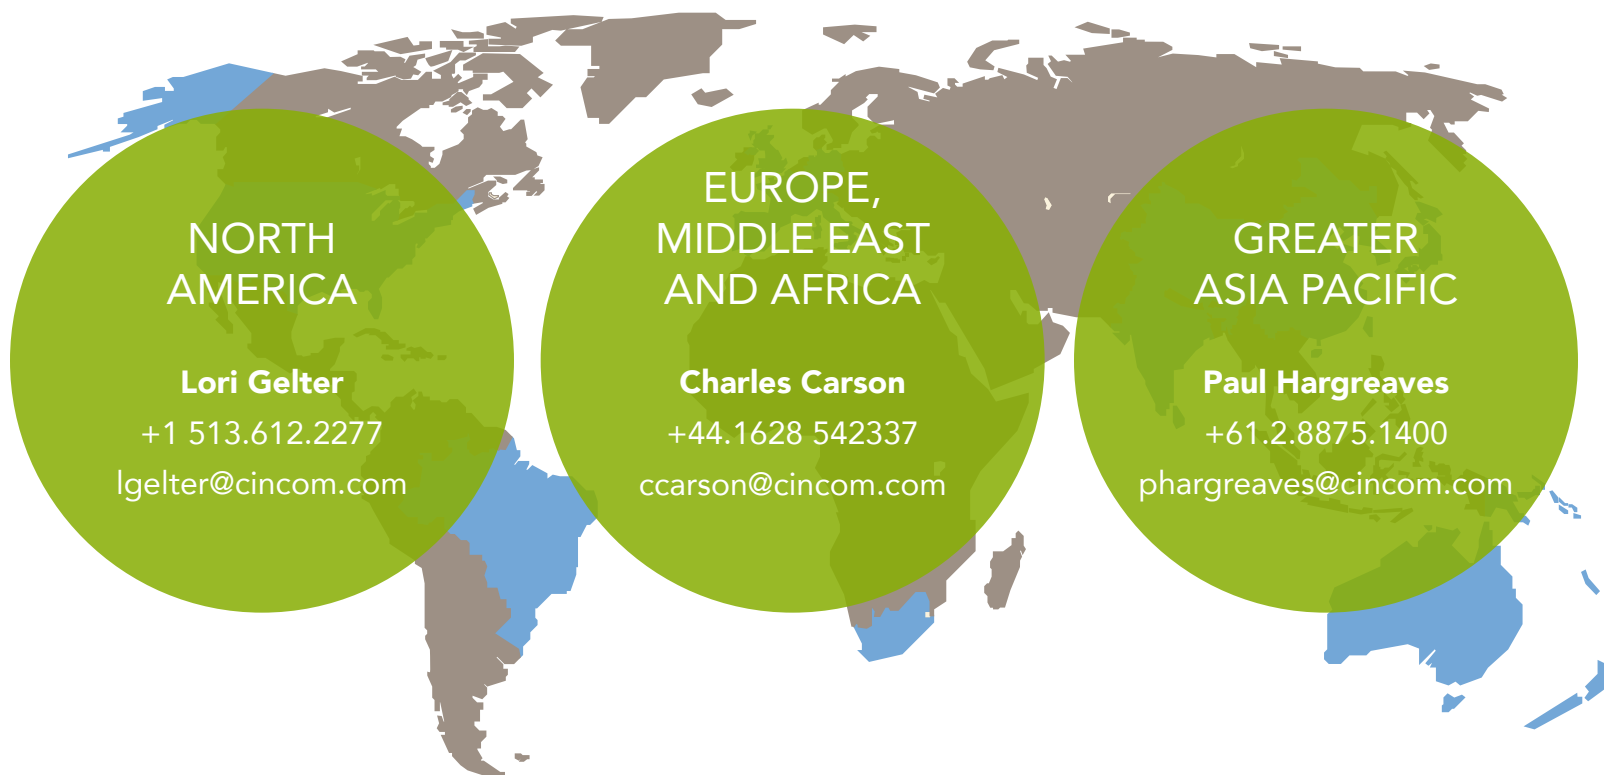 NORTH
AMERICA
Lori Gelter
+1 513.612.2277
lgelter@cincom.com
EUROPE,
MIDDLE EAST
AND AFRICA
Charles Carson
+44.1628 542337
ccarson@cincom.com
GREATER
ASIA PACIFIC
Paul Hargreaves
+61.2.8875.1400
phargreaves@cincom.com